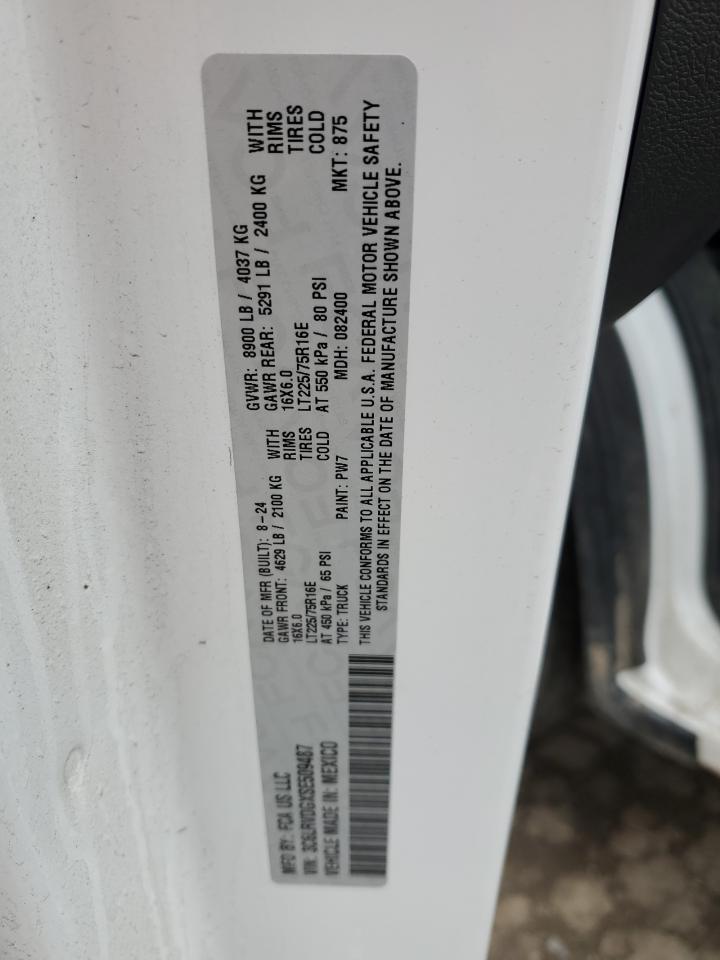 MFD BY: FCA US LLC
DATE OF MFR (BUILT): 8-24
GVWR: 8900 LB / 4037 KG
GAWR FRONT: 4629 LB / 2100 KG WITH
16X6.0 RIMS
LT225/75R16E TIRES
AT 450 kPa / 65 PSI COLD
GAWR REAR: 5291 LB / 2400 KG WITH
16X6.0 RIMS
LT225/75R16E TIRES
AT 550 kPa / 80 PSI COLD
VIN: 3C6LRVDGXSE509487
TYPE: TRUCK PAINT: PW7 MDH: 082400 MKT: 875
VEHICLE MADE IN: MEXICO
THIS VEHICLE CONFORMS TO ALL APPLICABLE U.S.A. FEDERAL MOTOR VEHICLE SAFETY
STANDARDS IN EFFECT ON THE DATE OF MANUFACTURE SHOWN ABOVE.